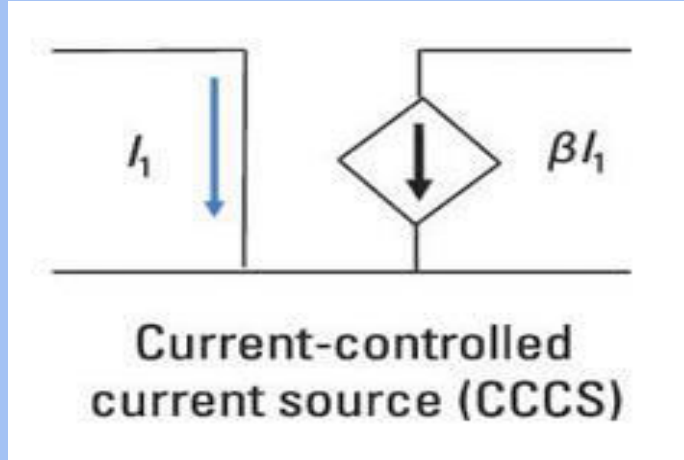 I₁
βI₁
Current-controlled
current source (CCCS)